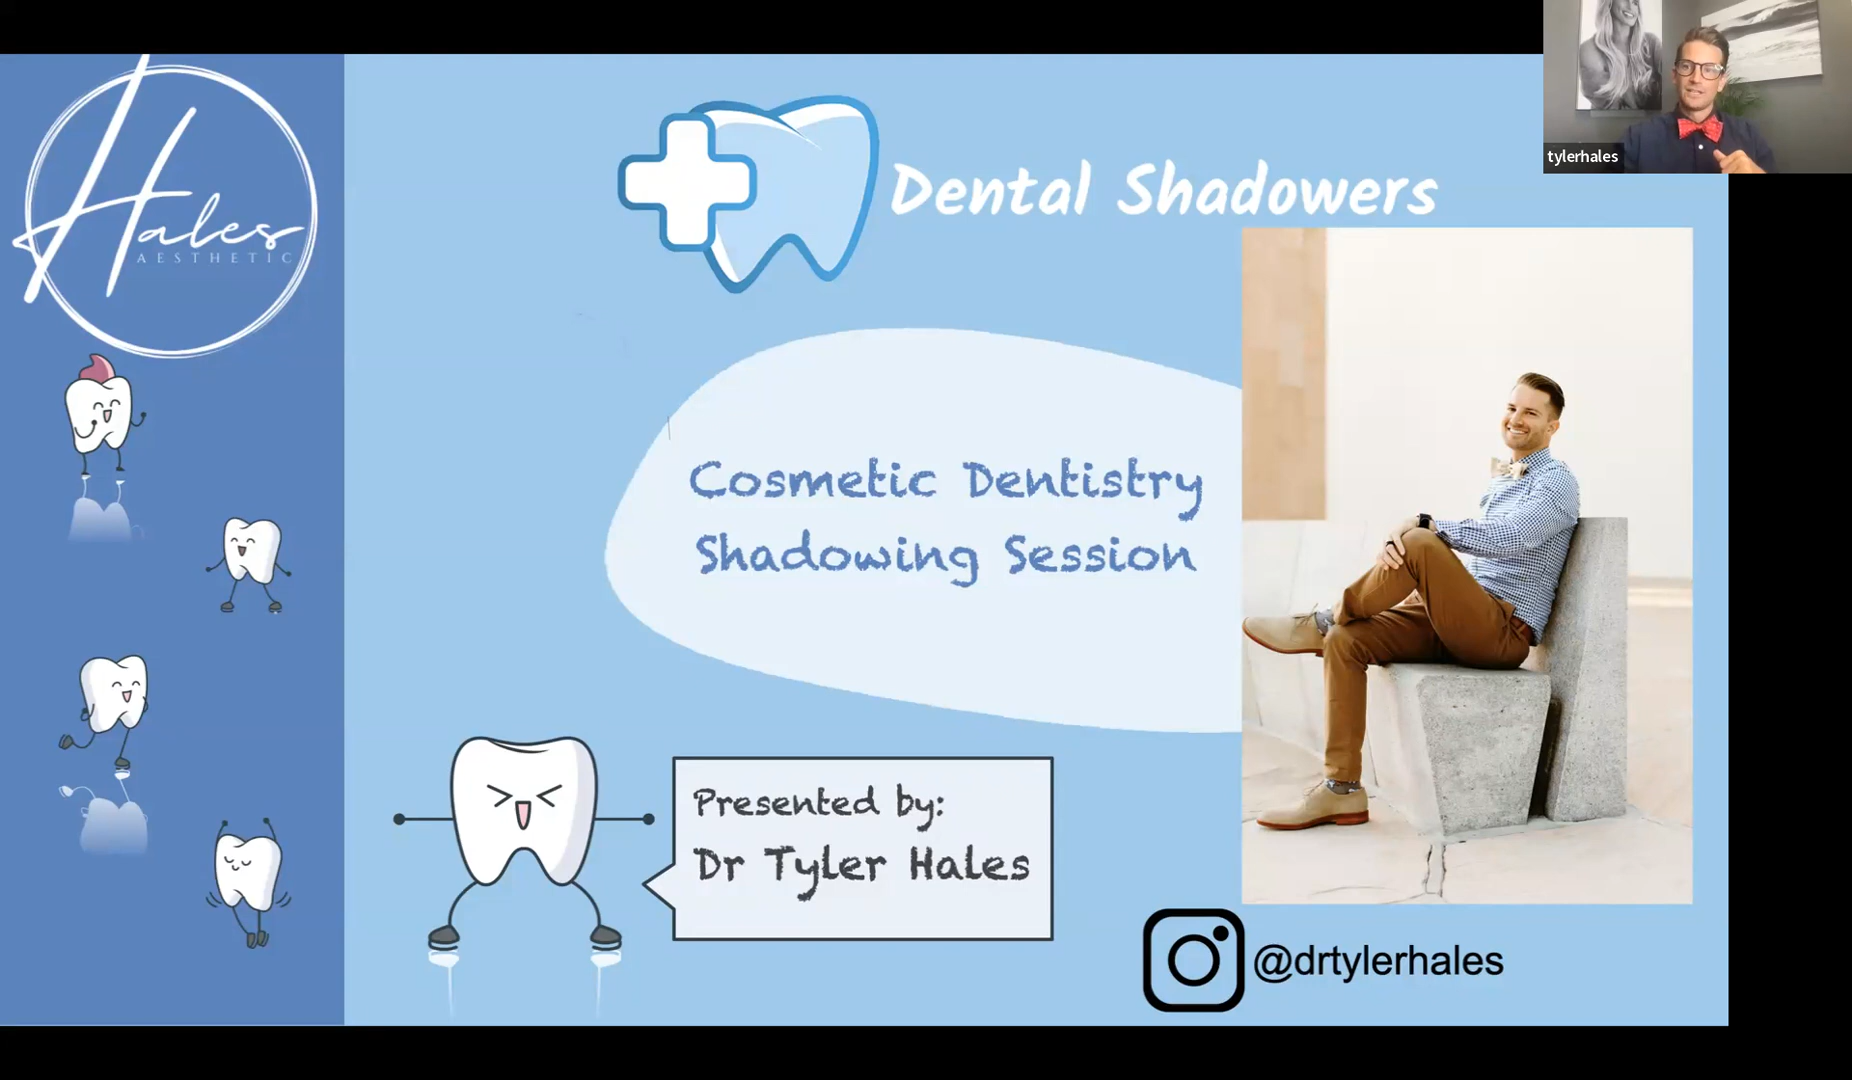 Hales
AESTHETIC
Dental Shadowers
tylerhales
Cosmetic Dentistry
Shadowing Session
Presented by:
Dr Tyler Hales
@drtylerhales